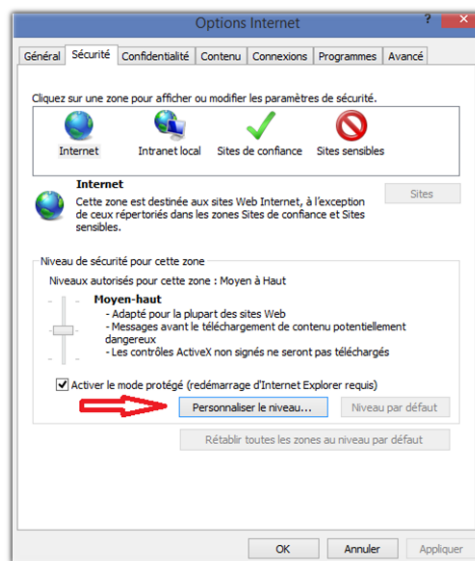 Options Internet
? ×
Général Sécurité Confidentialité Contenu Connexions Programmes Avancé
Cliquez sur une zone pour afficher ou modifier les paramètres de sécurité.
Internet Intranet local Sites de confiance Sites sensibles
Internet
Cette zone est destinée aux sites Web Internet, à l'exception
de ceux répertoriés dans les zones Sites de confiance et Sites
sensibles.
Sites
Niveau de sécurité pour cette zone
Niveaux autorisés pour cette zone : Moyen à Haut
Moyen-haut
- Adapté pour la plupart des sites Web
- Messages avant le téléchargement de contenu potentiellement
dangereux
- Les contrôles ActiveX non signés ne seront pas téléchargés
Activer le mode protégé (redémarrage d'Internet Explorer requis)
Personnaliser le niveau... Niveau par défaut
Rétablir toutes les zones au niveau par défaut
OK Annuler Appliquer